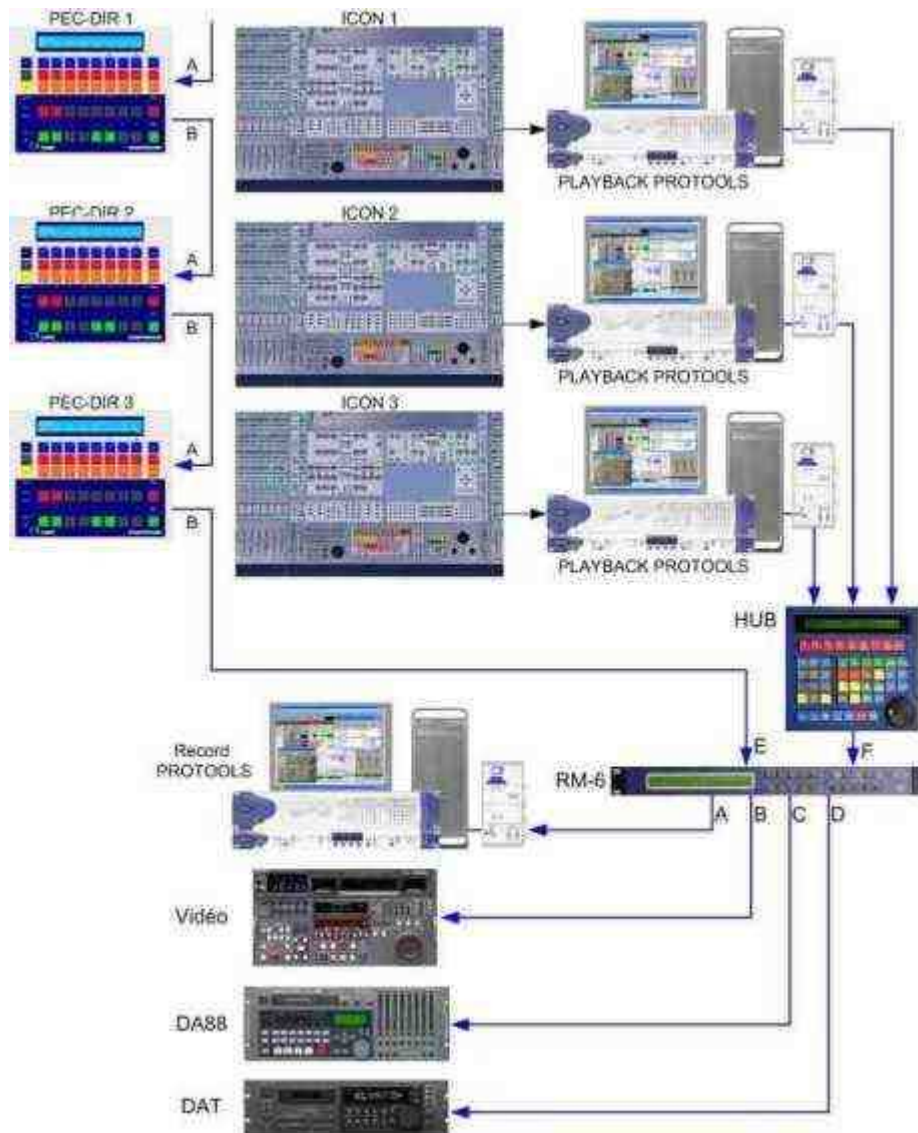 PEC-DIR 1
ICON 1
A
B
PLAYBACK PROTOOLS
PEC-DIR 2
ICON 2
A
B
PLAYBACK PROTOOLS
PEC-DIR 3
ICON 3
A
B
PLAYBACK PROTOOLS
HUB
Record
PROTOOLS
E
F
RM-6
A
B
C
D
Vidéo
DA88
DAT